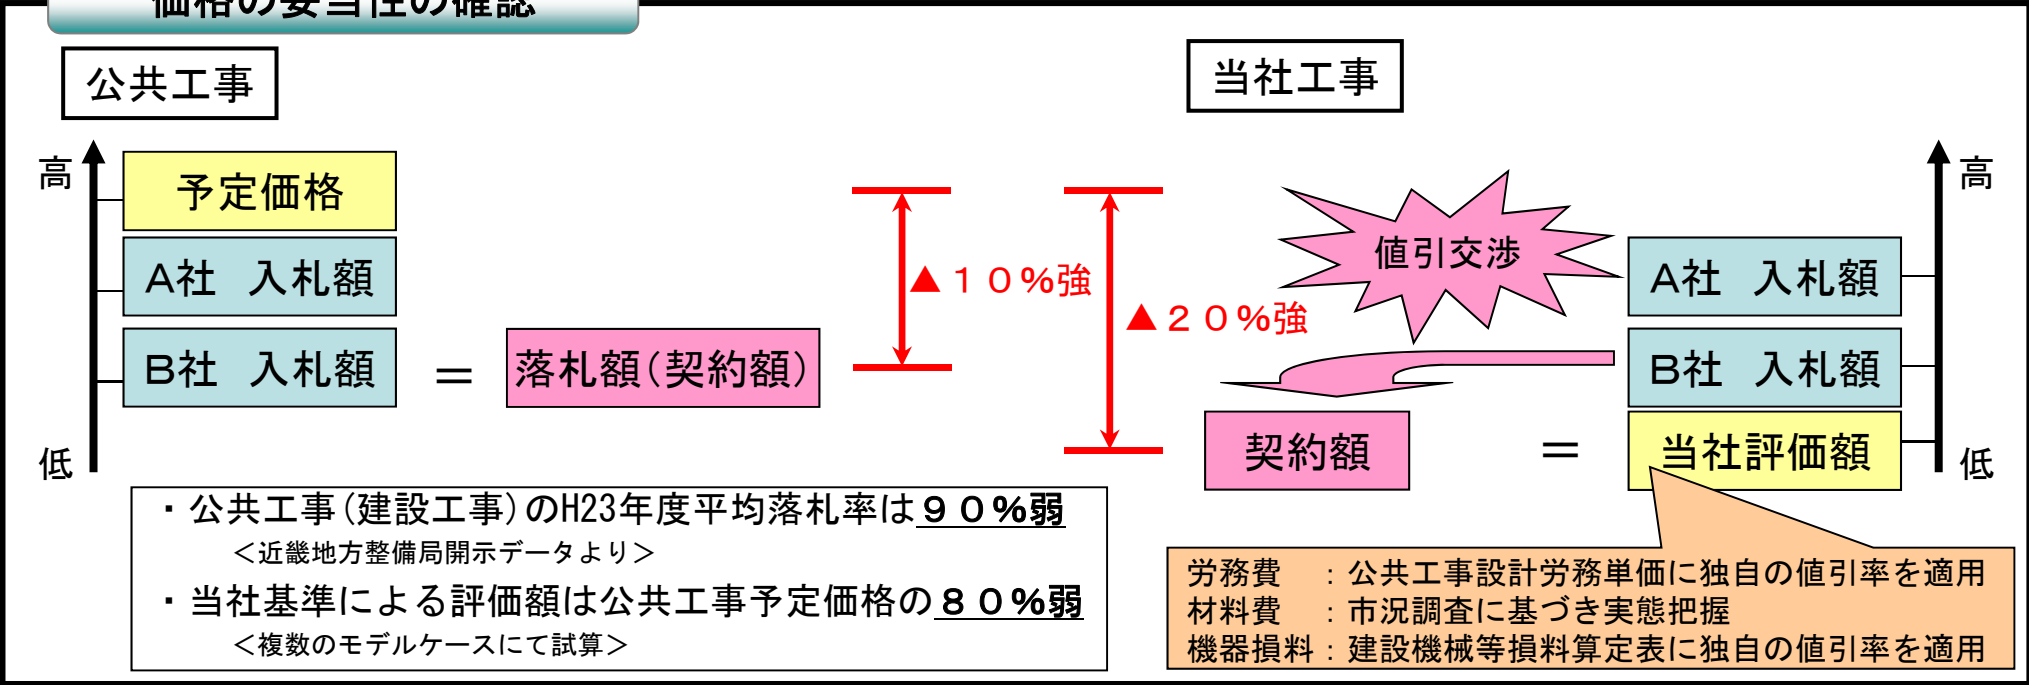 価格の妥当性の確認
公共工事
当社工事
高
予定価格
A社 入札額
B社 入札額
＝
落札額(契約額)
低
▲１０%強
▲２０%強
値引交渉
高
A社 入札額
B社 入札額
契約額
＝
当社評価額
低
・公共工事(建設工事)のH23年度平均落札率は９０%弱
＜近畿地方整備局開示データより＞
・当社基準による評価額は公共工事予定価格の８０%弱
＜複数のモデルケースにて試算＞
労務費 ：公共工事設計労務単価に独自の値引率を適用
材料費 ：市況調査に基づき実態把握
機器損料：建設機械等損料算定表に独自の値引率を適用